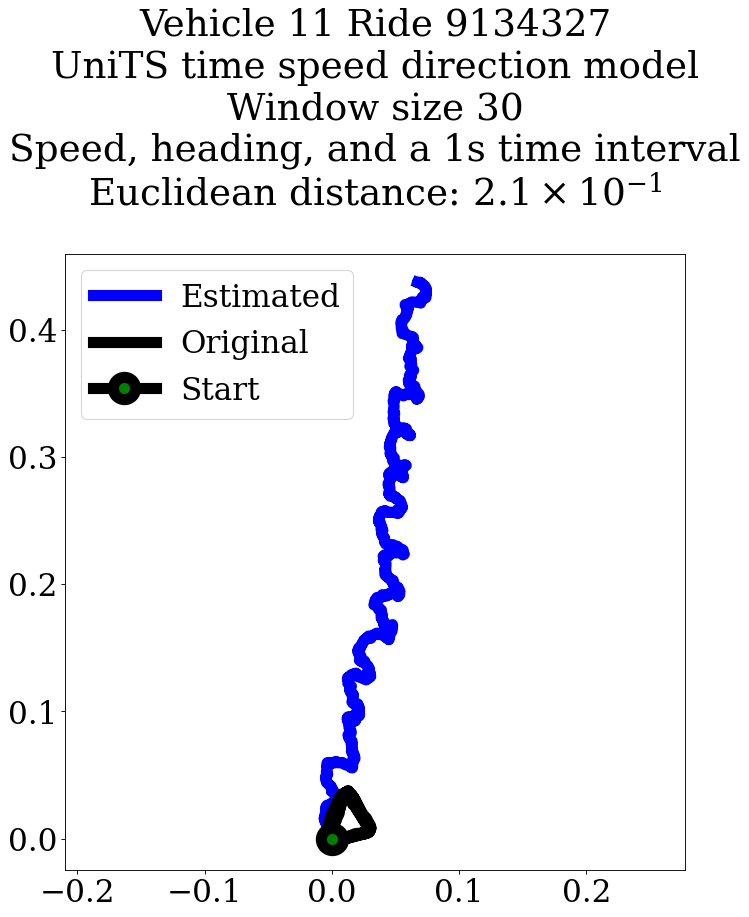 Vehicle 11 Ride 9134327
UniTS time speed direction model
Window size 30
Speed, heading, and a 1s time interval
Euclidean distance: 2.1 × 10⁻¹
Estimated
Original
Start
0.4
0.3
0.2
0.1
0.0
−0.2 −0.1 0.0 0.1 0.2